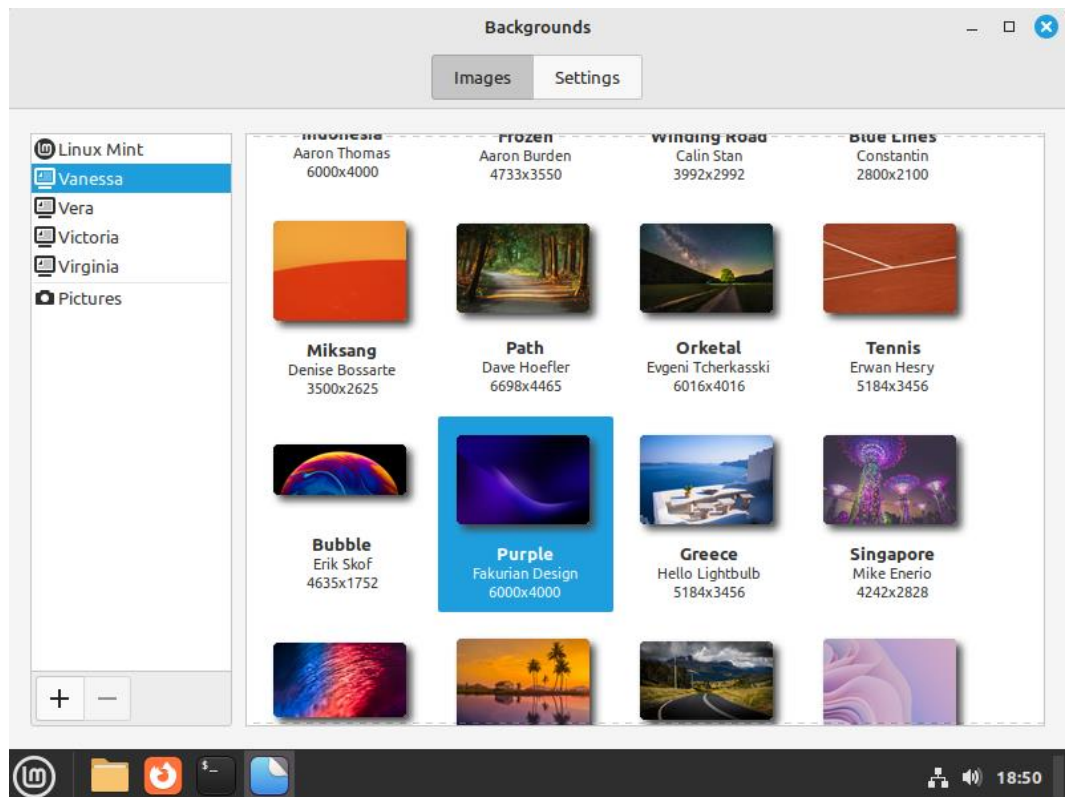 Backgrounds
Images Settings
Linux Mint
Vanessa
Vera
Victoria
Virginia
Pictures
Indonesia
Aaron Thomas
6000x4000
Frozen
Aaron Burden
4733x3550
Winding Road
Calin Stan
3992x2992
Blue Lines
Constantin
2800x2100
Miksang
Denise Bossarte
3500x2625
Path
Dave Hoefler
6698x4465
Orketal
Evgeni Tcherkasski
6016x4016
Tennis
Erwan Hesry
5184x3456
Bubble
Erik Skof
4635x1752
Purple
Fakurian Design
6000x4000
Greece
Hello Lightbulb
5184x3456
Singapore
Mike Enerio
4242x2828
18:50